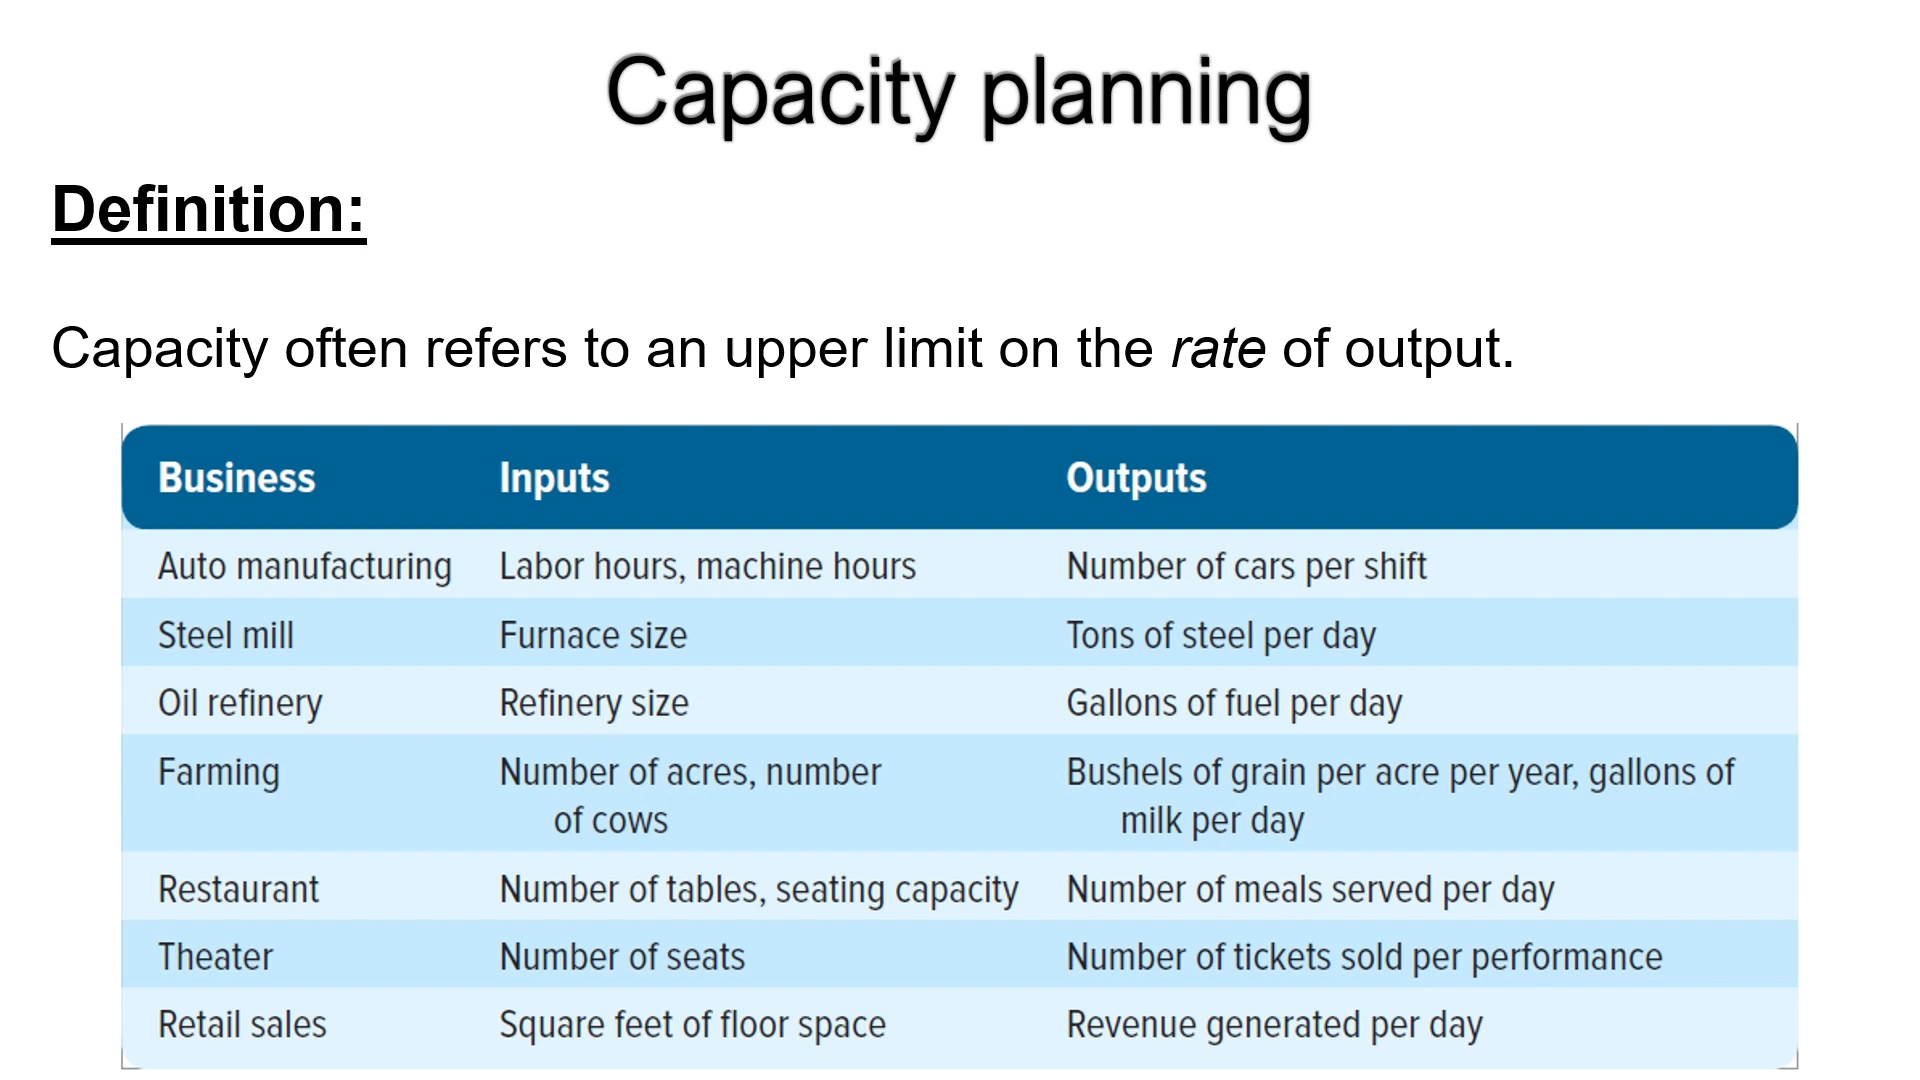 Capacity planning
Definition:
Capacity often refers to an upper limit on the rate of output.
Business Inputs Outputs
Auto manufacturing Labor hours, machine hours Number of cars per shift
Steel mill Furnace size Tons of steel per day
Oil refinery Refinery size Gallons of fuel per day
Farming Number of acres, number Bushels of grain per acre per year, gallons of
of cows milk per day
Restaurant Number of tables, seating capacity Number of meals served per day
Theater Number of seats Number of tickets sold per performance
Retail sales Square feet of floor space Revenue generated per day